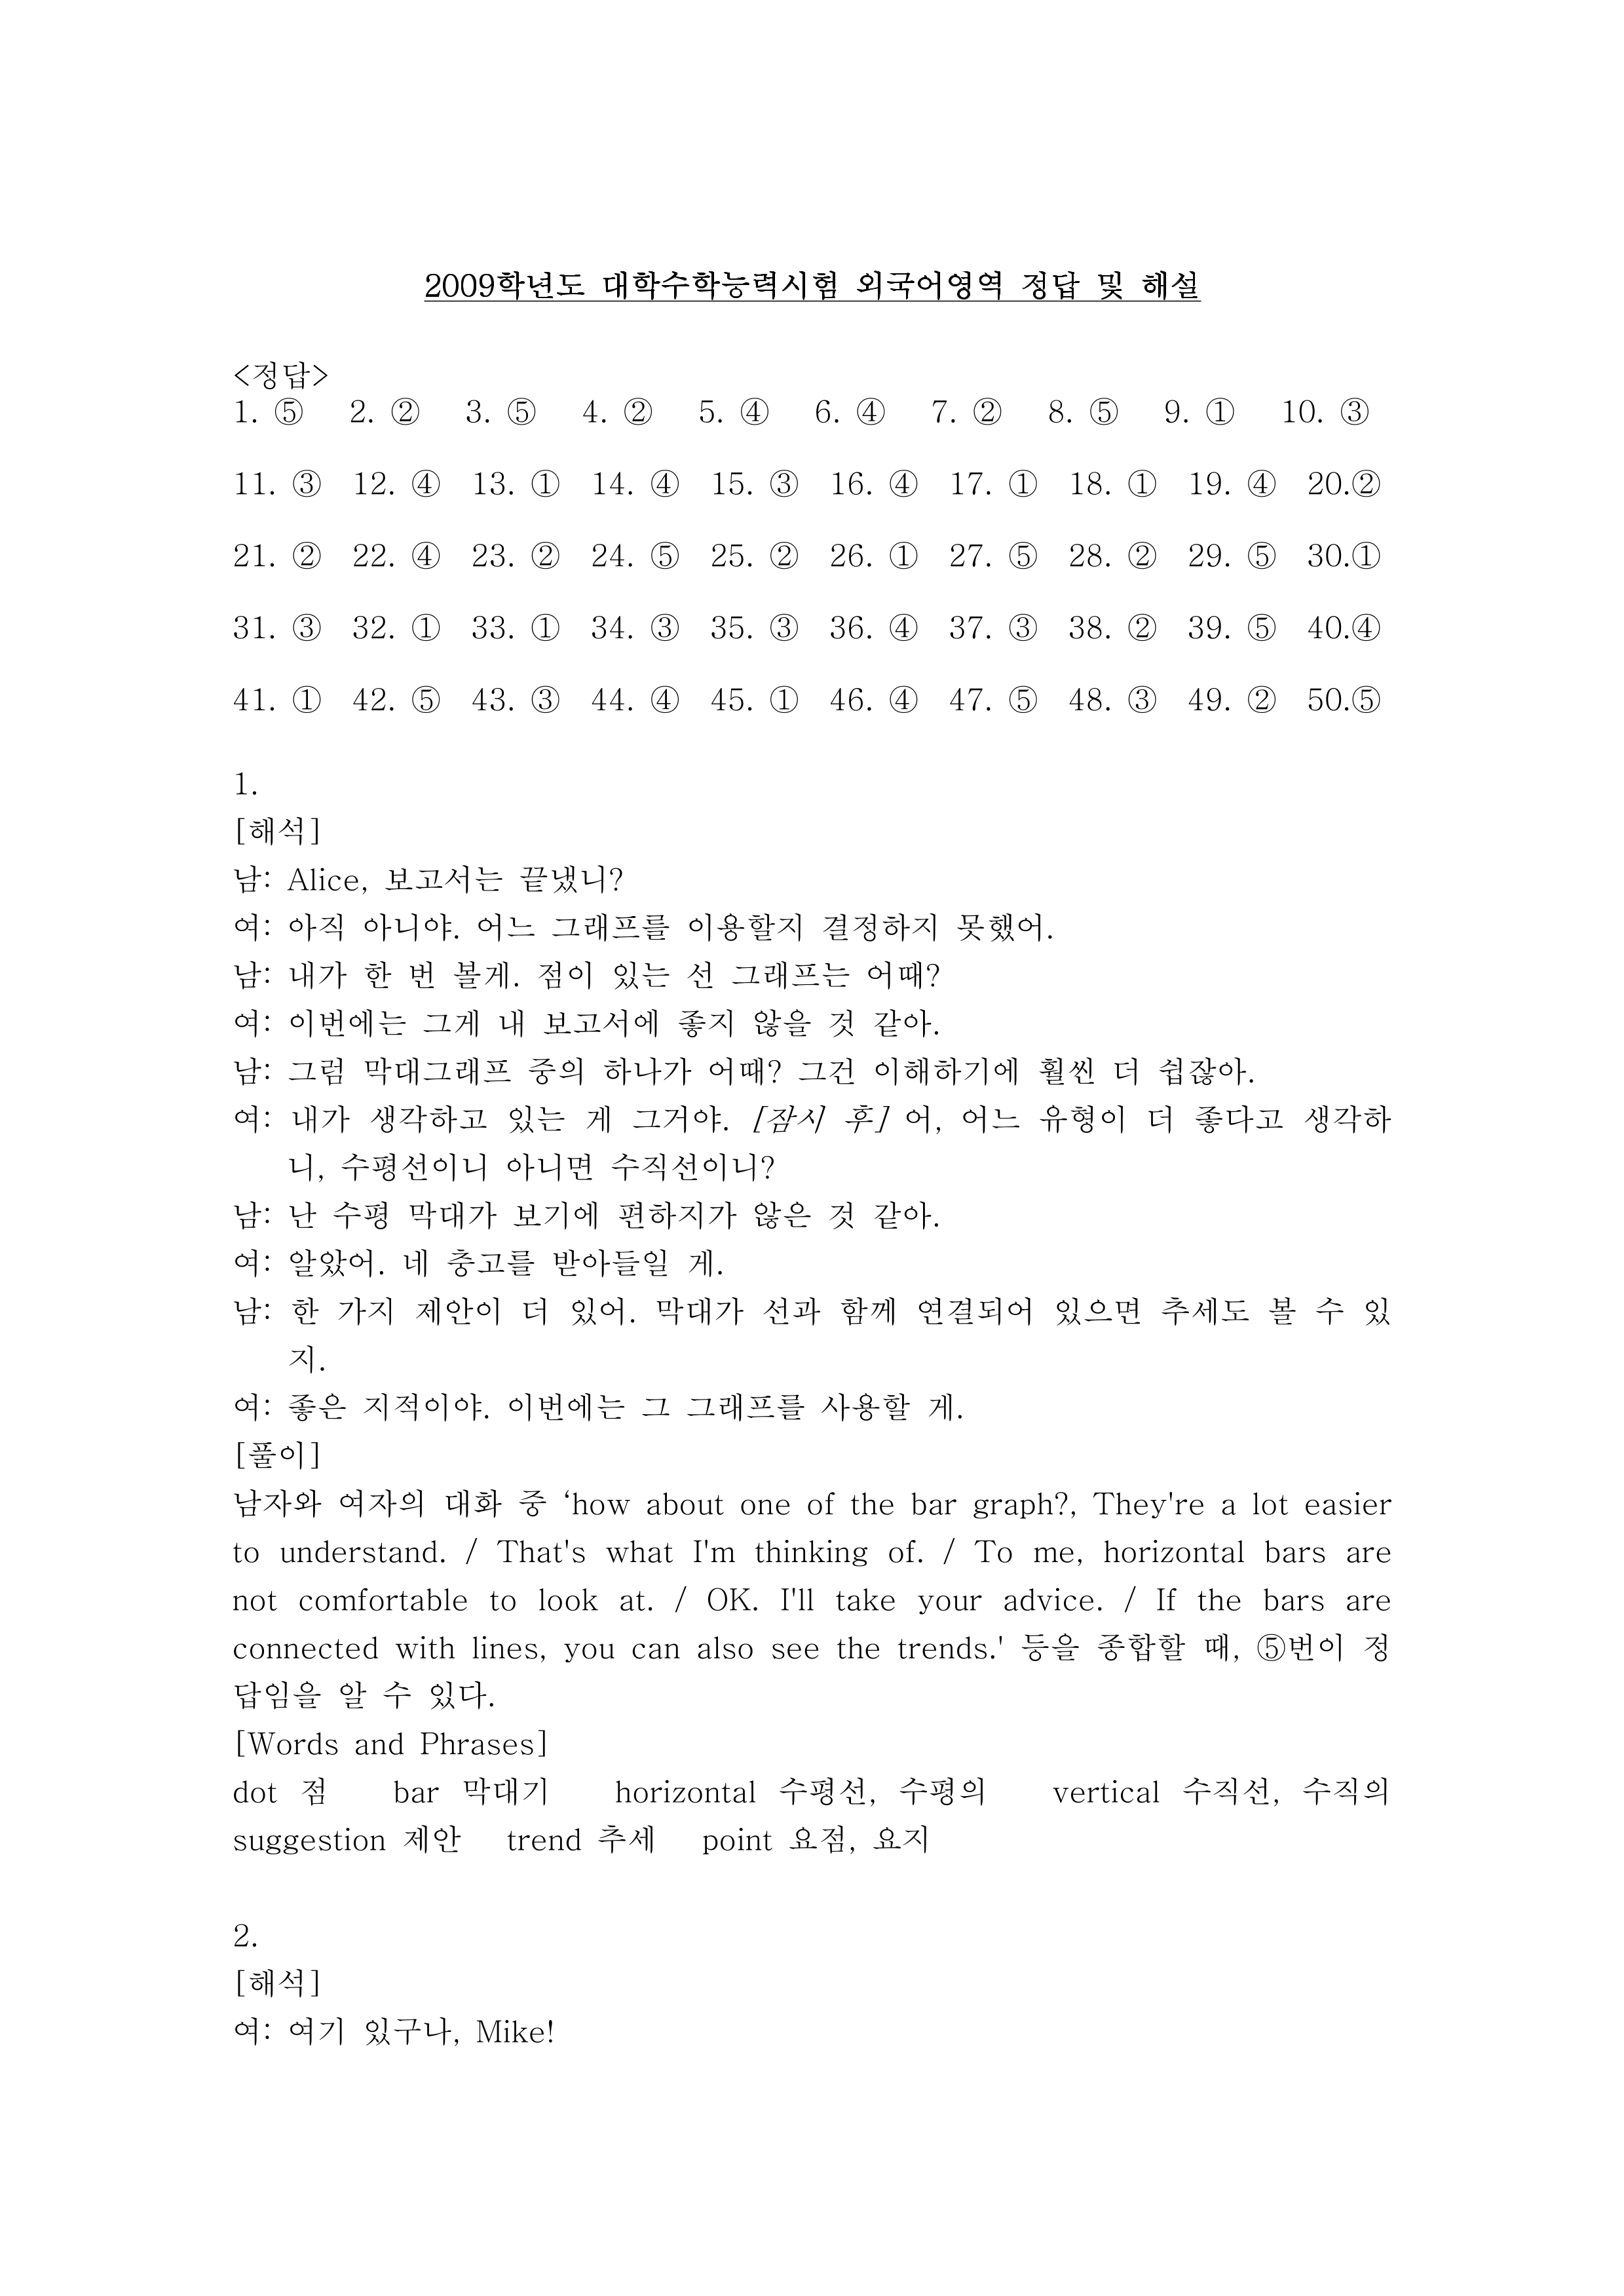 2009학년도 대학수학능력시험 외국어영역 정답 및 해설
<정답>
1. ⑤ 2. ② 3. ⑤ 4. ② 5. ④ 6. ④ 7. ② 8. ⑤ 9. ① 10. ③
11. ③ 12. ④ 13. ① 14. ④ 15. ③ 16. ④ 17. ① 18. ① 19. ④ 20.②
21. ② 22. ④ 23. ② 24. ⑤ 25. ② 26. ① 27. ⑤ 28. ② 29. ⑤ 30.①
31. ③ 32. ① 33. ① 34. ③ 35. ③ 36. ④ 37. ③ 38. ② 39. ⑤ 40.④
41. ① 42. ⑤ 43. ③ 44. ④ 45. ① 46. ④ 47. ⑤ 48. ③ 49. ② 50.⑤
1.
[해석]
남: Alice, 보고서는 끝냈니?
여: 아직 아니야. 어느 그래프를 이용할지 결정하지 못했어.
남: 내가 한 번 볼게. 점이 있는 선 그래프는 어때?
여: 이번에는 그게 내 보고서에 좋지 않을 것 같아.
남: 그럼 막대그래프 중의 하나가 어때? 그건 이해하기에 훨씬 더 쉽잖아.
여: 내가 생각하고 있는 게 그거야. [잠시 후] 어, 어느 유형이 더 좋다고 생각하
니, 수평선이니 아니면 수직선이니?
남: 난 수평 막대가 보기에 편하지가 않은 것 같아.
여: 알았어. 네 충고를 받아들일 게.
남: 한 가지 제안이 더 있어. 막대가 선과 함께 연결되어 있으면 추세도 볼 수 있
지.
여: 좋은 지적이야. 이번에는 그 그래프를 사용할 게.
[풀이]
남자와 여자의 대화 중 ‘how about one of the bar graph?, They're a lot easier
to understand. / That's what I'm thinking of. / To me, horizontal bars are
not comfortable to look at. / OK. I'll take your advice. / If the bars are
connected with lines, you can also see the trends.' 등을 종합할 때, ⑤번이 정
답임을 알 수 있다.
[Words and Phrases]
dot 점 bar 막대기 horizontal 수평선, 수평의 vertical 수직선, 수직의
suggestion 제안 trend 추세 point 요점, 요지
2.
[해석]
여: 여기 있구나, Mike!